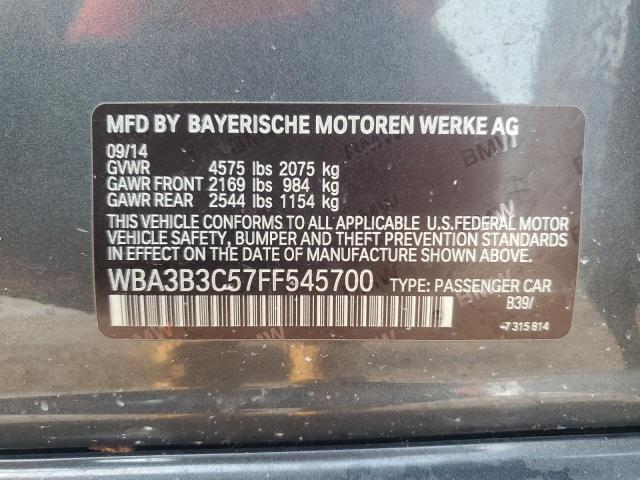 MFD BY BAYERISCHE MOTOREN WERKE AG
09/14
GVWR 4575 lbs 2075 kg
GAWR FRONT 2169 lbs 984 kg
GAWR REAR 2544 lbs 1154 kg
THIS VEHICLE CONFORMS TO ALL APPLICABLE U.S.FEDERAL MOTOR
VEHICLE SAFETY, BUMPER AND THEFT PREVENTION STANDARDS
IN EFFECT ON THE DATE OF MANUFACTURE SHOWN ABOVE.
WBA3B3C57FF545700 TYPE: PASSENGER CAR
B39/
7 315 814